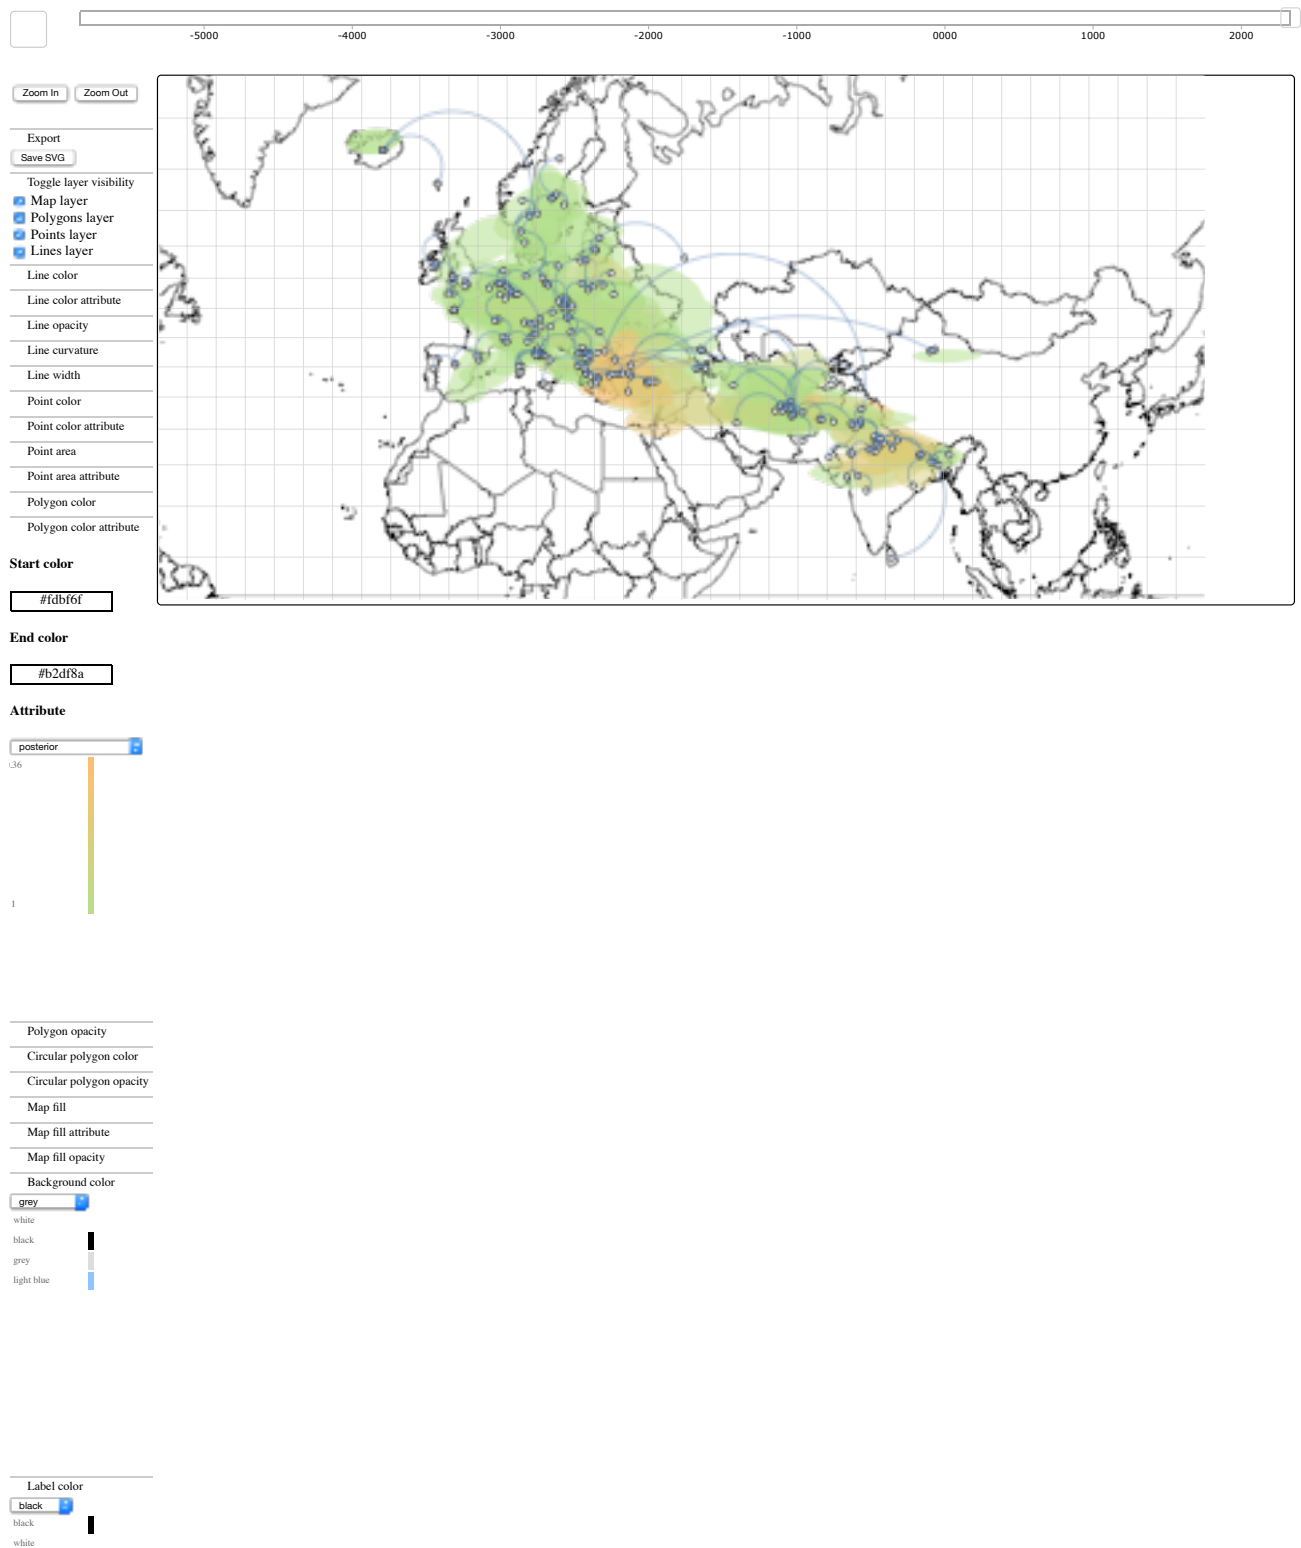 -5000 -4000 -3000 -2000 -1000 0000 1000 2000
Zoom In Zoom Out
Export
Save SVG
Toggle layer visibility
Map layer
Polygons layer
Points layer
Lines layer
Line color
Line color attribute
Line opacity
Line curvature
Line width
Point color
Point color attribute
Point area
Point area attribute
Polygon color
Polygon color attribute
Start color
#fdbf6f
End color
#b2df8a
Attribute
posterior
.36
1
Polygon opacity
Circular polygon color
Circular polygon opacity
Map fill
Map fill attribute
Map fill opacity
Background color
grey
white
black
grey
light blue
Label color
black
black
white